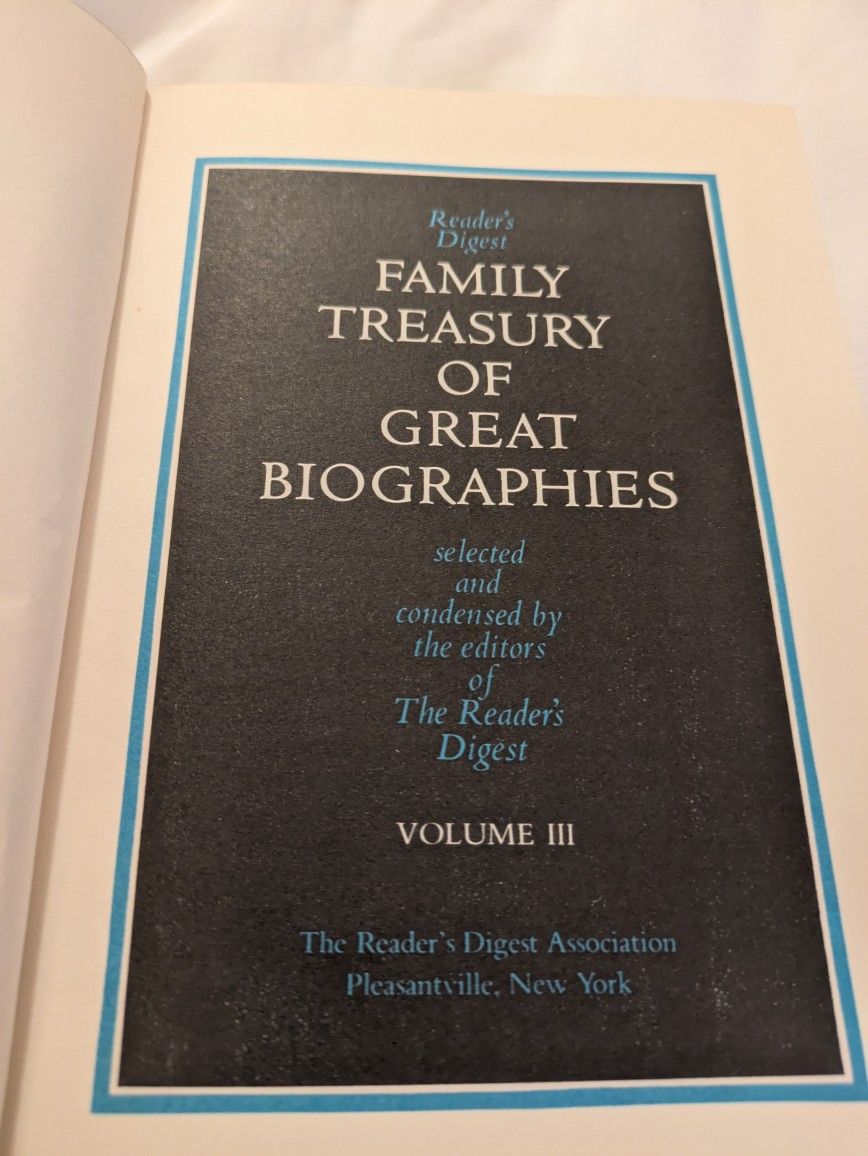 Reader's
Digest
FAMILY
TREASURY
OF
GREAT
BIOGRAPHIES
selected
and
condensed by
the editors
of
The Reader's
Digest
VOLUME III
The Reader's Digest Association
Pleasantville, New York